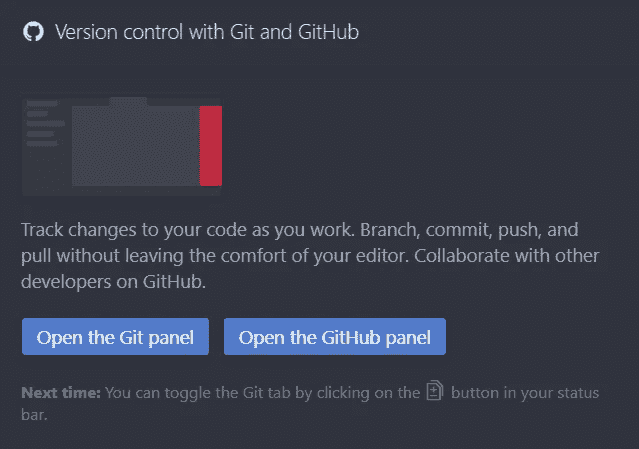 Version control with Git and GitHub
Track changes to your code as you work. Branch, commit, push, and
pull without leaving the comfort of your editor. Collaborate with other
developers on GitHub.
Open the Git panel Open the GitHub panel
Next time: You can toggle the Git tab by clicking on the button in your status
bar.